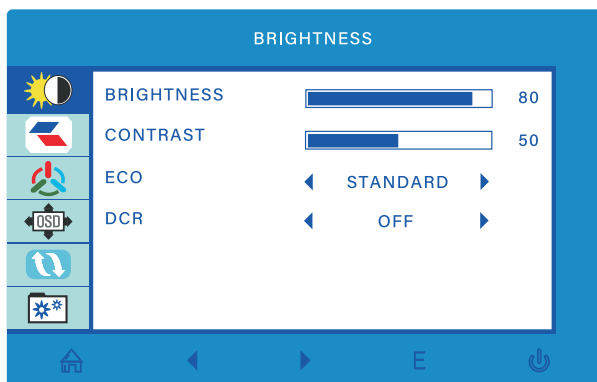 BRIGHTNESS
BRIGHTNESS 80
CONTRAST 50
ECO STANDARD
DCR OFF
OSD
E